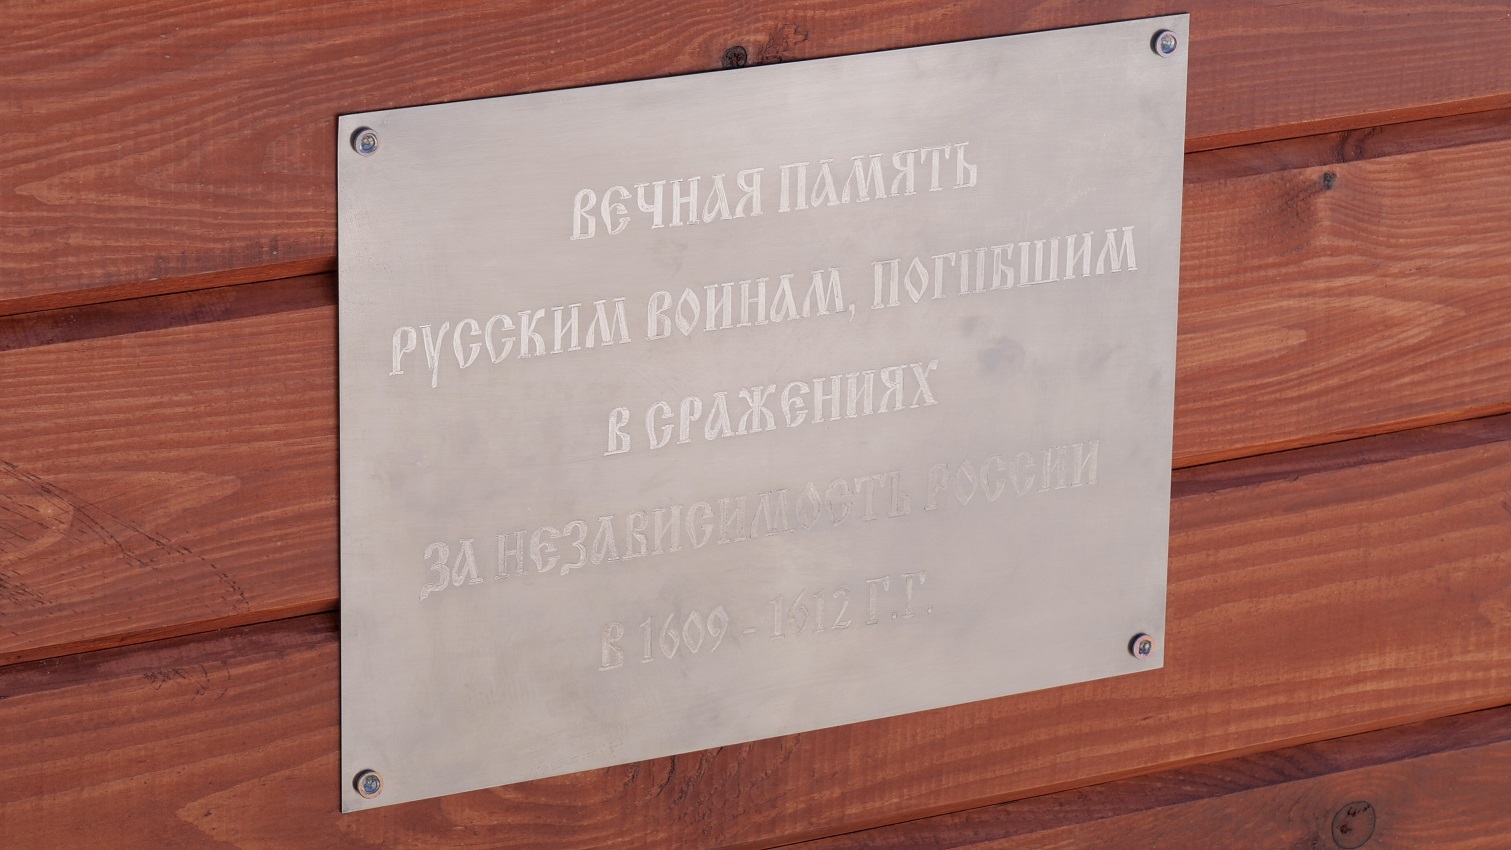 ВЕЧНАЯ ПАМЯТЬ
РУССКИМ ВОИНАМ, ПОГИБШИМ
В СРАЖЕНИЯХ
ЗА НЕЗАВИСИМОСТЬ РОССИИ
В 1609 - 1612 Г.Г.